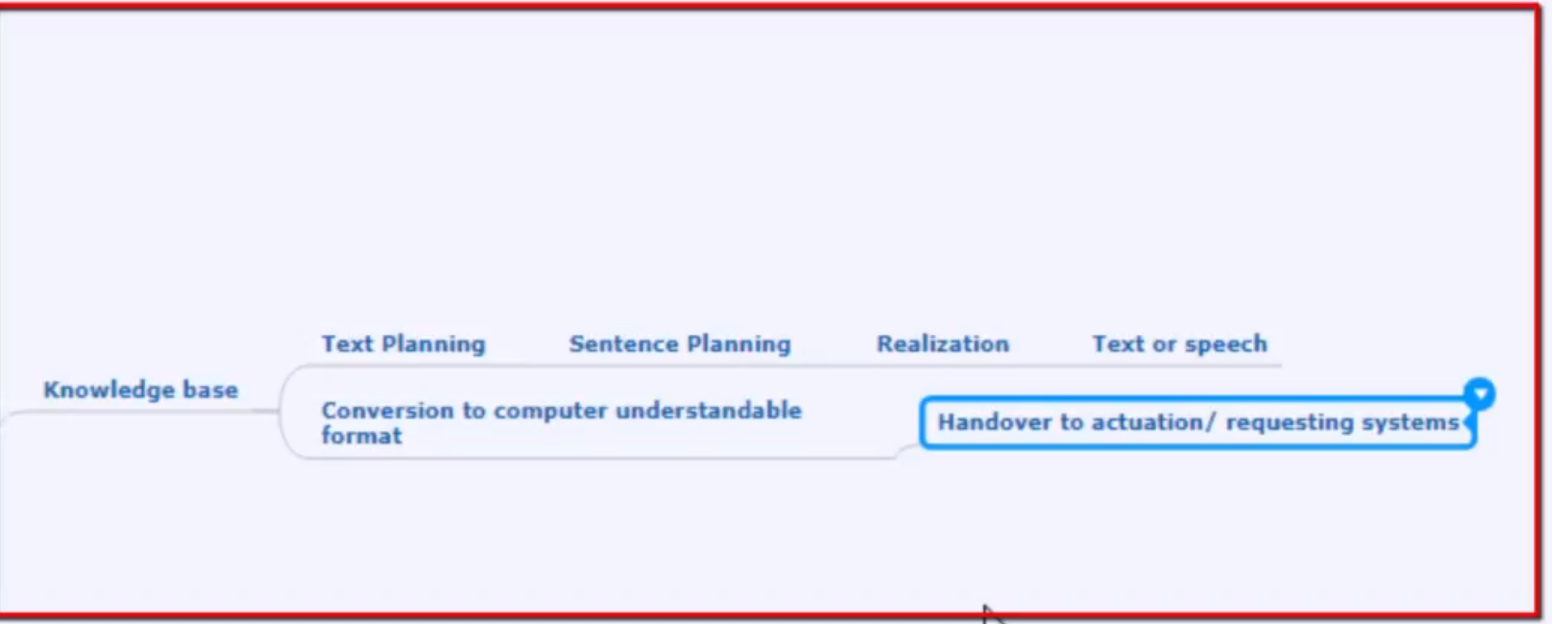 Text Planning Sentence Planning Realization Text or speech
Knowledge base
Conversion to computer understandable
format
Handover to actuation/ requesting systems